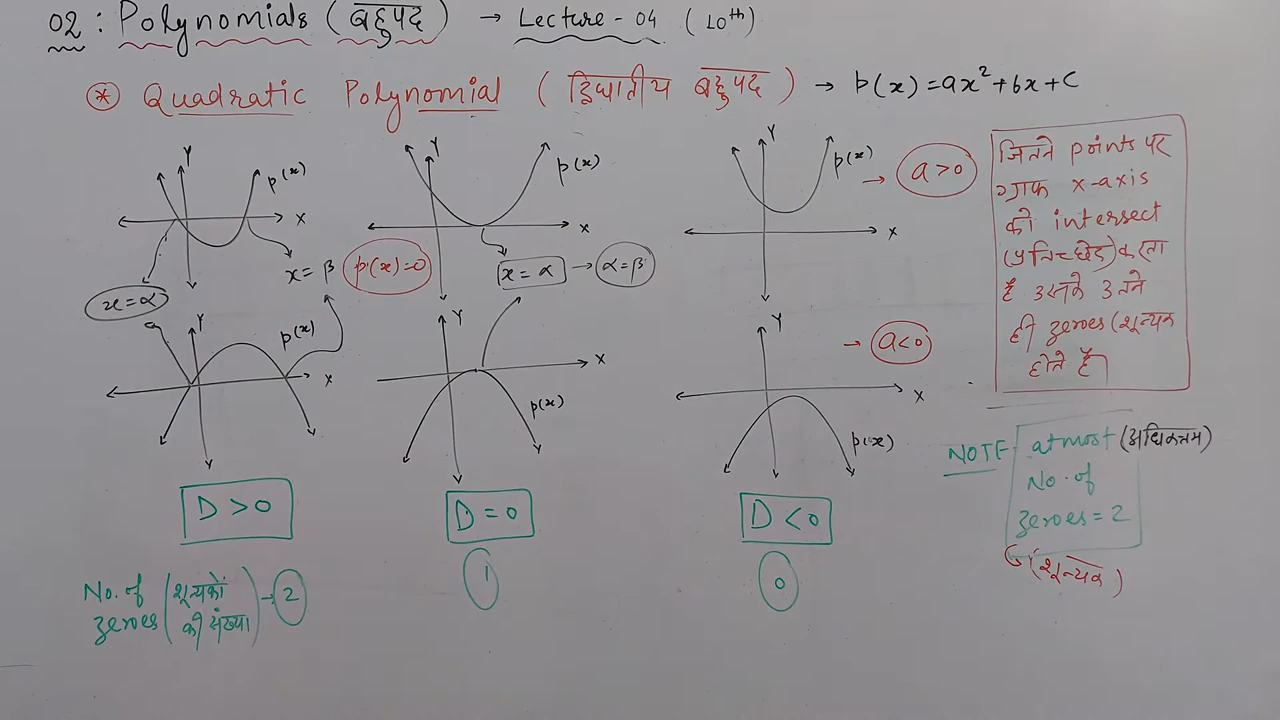 02 : Polynomials ( बहुपद ) → Lecture - 04 ( 10th )
* Quadratic Polynomial ( द्विघातीय बहुपद ) → p(x) = ax² + bx + c
Y
p(x)
X
x = α
x = β
Y
p(x)
X
p(x)=0
x = α → α = β
Y
p(x)
X
→ a > 0
Y
p(x)
X
Y
Y
X
p(x)
Y
X
p(x)
→ a < 0
जितने points पर
ग्राफ x-axis
को intersect
(प्रतिच्छेद) करता
है उसके उतने
ही zeroes (शून्यक
होते हैं
NOTE - atmost (अधिकतम)
No. of
zeroes = 2
(शून्यक)
D > 0
D = 0
D < 0
No. of zeroes ( शून्यकों की संख्या ) → 2
1
0